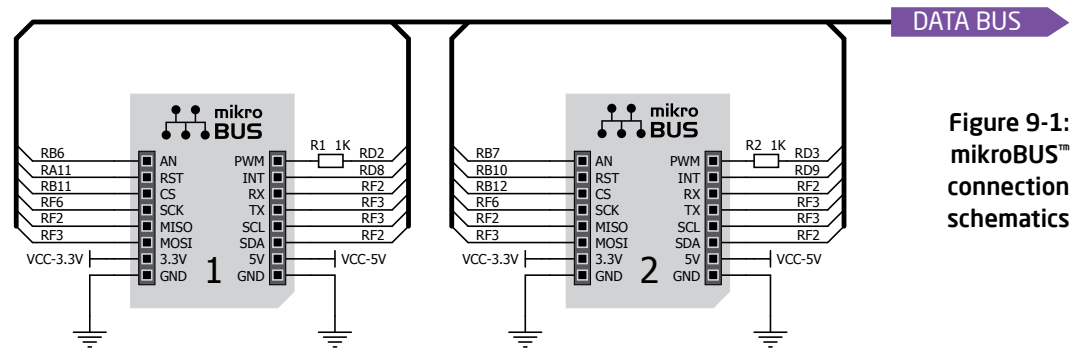 DATA BUS
mikro
BUS
RB6 AN PWM R1 1K RD2
RA11 RST INT RD8
RB11 CS RX RF2
RF6 SCK TX RF3
RF2 MISO SCL RF3
RF3 MOSI SDA RF2
VCC-3.3V 3.3V 5V VCC-5V
GND 1 GND
mikro
BUS
RB7 AN PWM R2 1K RD3
RB10 RST INT RD9
RB12 CS RX RF2
RF6 SCK TX RF3
RF2 MISO SCL RF3
RF3 MOSI SDA RF2
VCC-3.3V 3.3V 5V VCC-5V
GND 2 GND
Figure 9-1:
mikroBUS™
connection
schematics